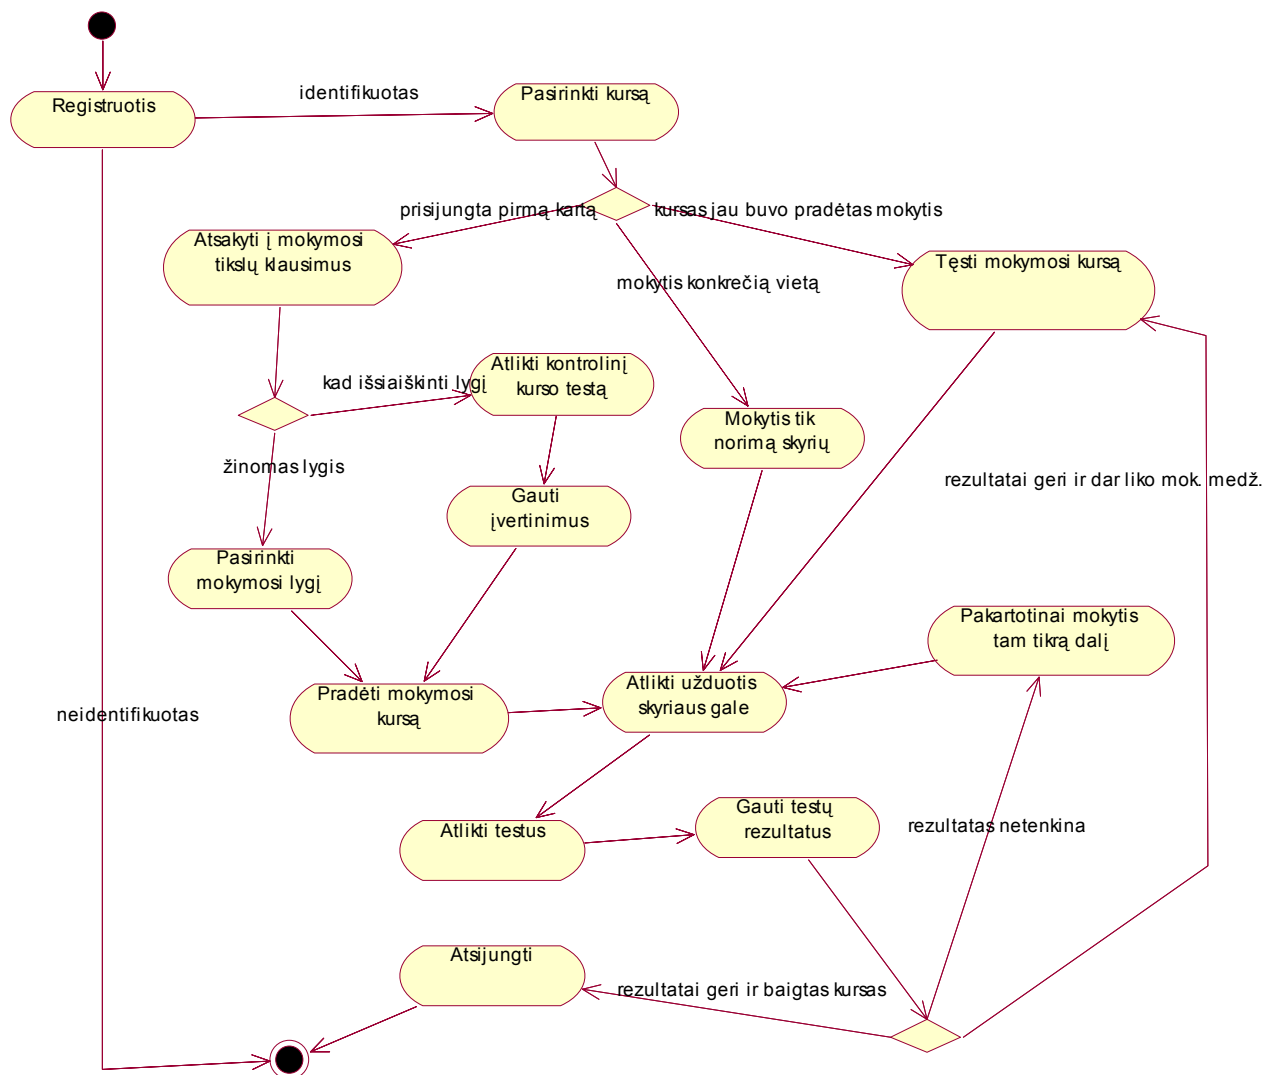 Registruotis
identifikuotas
Pasirinkti kursą
prisijungta pirmą kartą
kursas jau buvo pradėtas mokytis
Atsakyti į mokymosi
tikslų klausimus
Tęsti mokymosi kursą
mokytis konkrečią vietą
Atlikti kontrolinį
kurso testą
kad išsiaiškinti lygį
Mokytis tik
norimą skyrių
žinomas lygis
rezultatai geri ir dar liko mok. medž.
Gauti
įvertinimus
Pasirinkti
mokymosi lygį
Pakartotinai mokytis
tam tikrą dalį
Pradėti mokymosi
kursą
Atlikti užduotis
skyriaus gale
neidentifikuotas
Gauti testų
rezultatus
Atlikti testus
rezultatas netenkina
Atsijungti
rezultatai geri ir baigtas kursas